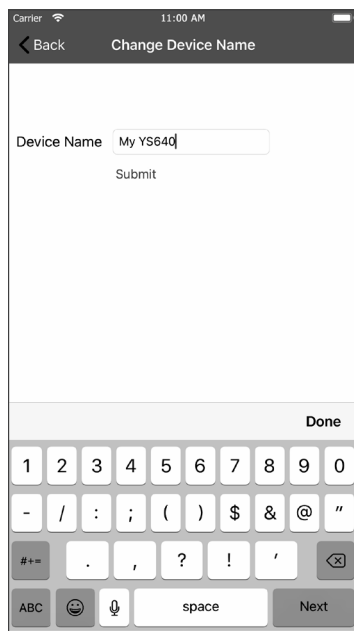 Carrier 11:00 AM
Back Change Device Name
Device Name My YS640
Submit
Done
1 2 3 4 5 6 7 8 9 0
- / : ; ( ) $ & @ "
#+= . , ? ! '
ABC space Next